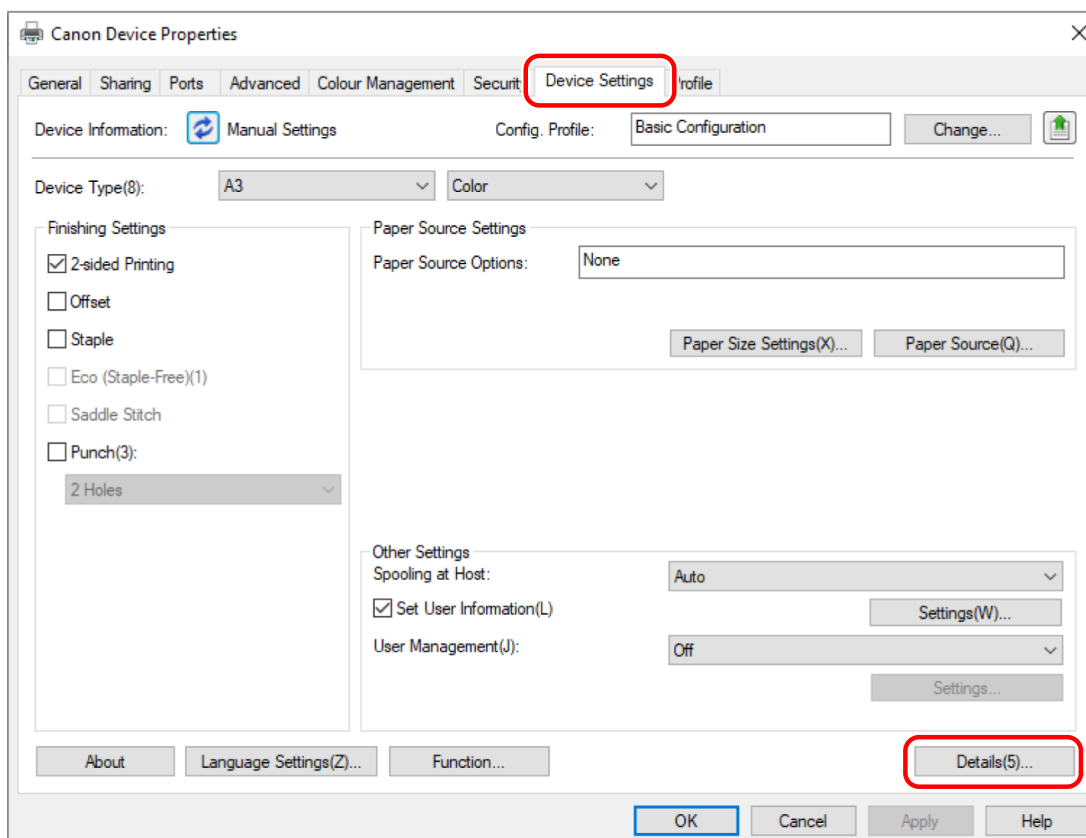 Canon Device Properties
General Sharing Ports Advanced Colour Management Securit Device Settings rofile
Device Information: Manual Settings Config. Profile: Basic Configuration Change...
Device Type(8): A3 Color
Finishing Settings
2-sided Printing
Offset
Staple
Eco (Staple-Free)(1)
Saddle Stitch
Punch(3):
2 Holes
Paper Source Settings
Paper Source Options: None
Paper Size Settings(X)... Paper Source(Q)...
Other Settings
Spooling at Host: Auto
Set User Information(L) Settings(W)...
User Management(J): Off
Settings...
About Language Settings(Z)... Function... Details(5)...
OK Cancel Apply Help